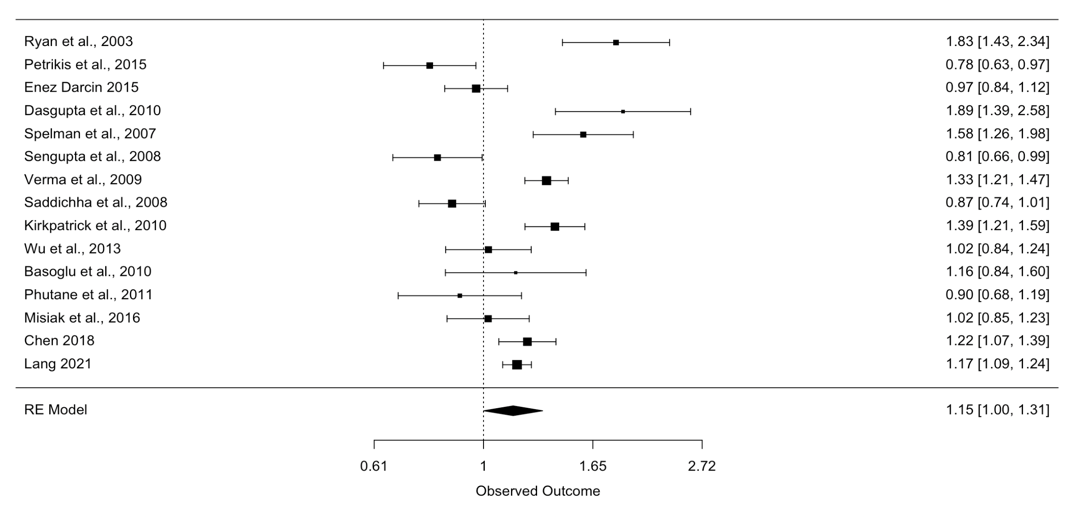 Ryan et al., 2003 1.83 [1.43, 2.34]
Petrikis et al., 2015 0.78 [0.63, 0.97]
Enez Darcin 2015 0.97 [0.84, 1.12]
Dasgupta et al., 2010 1.89 [1.39, 2.58]
Spelman et al., 2007 1.58 [1.26, 1.98]
Sengupta et al., 2008 0.81 [0.66, 0.99]
Verma et al., 2009 1.33 [1.21, 1.47]
Saddichha et al., 2008 0.87 [0.74, 1.01]
Kirkpatrick et al., 2010 1.39 [1.21, 1.59]
Wu et al., 2013 1.02 [0.84, 1.24]
Basoglu et al., 2010 1.16 [0.84, 1.60]
Phutane et al., 2011 0.90 [0.68, 1.19]
Misiak et al., 2016 1.02 [0.85, 1.23]
Chen 2018 1.22 [1.07, 1.39]
Lang 2021 1.17 [1.09, 1.24]
RE Model 1.15 [1.00, 1.31]
0.61 1 1.65 2.72
Observed Outcome